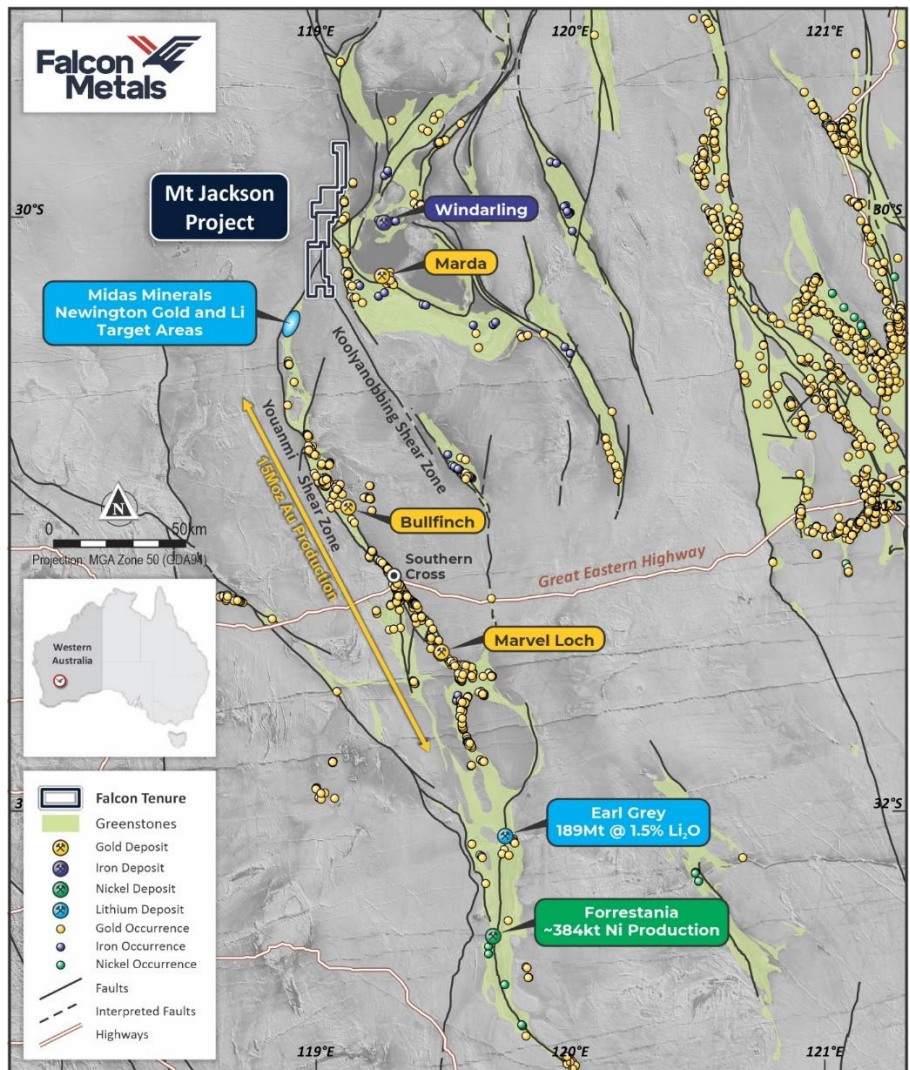 Falcon
Metals
119°E
120°E
121°E
30°S
30°S
Mt Jackson
Project
Windarling
Marda
Midas Minerals
Newington Gold and Li
Target Areas
Koolyanobbing Shear Zone
Youanmi Shear Zone
15Moz Au Production
N
0 50km
Projection: MGA Zone 50 (GDA94)
Bullfinch
Southern
Cross
Great Eastern Highway
Marvel Loch
Western
Australia
Earl Grey
189Mt @ 1.5% Li₂O
32°S
Forrestania
~384kt Ni Production
Falcon Tenure
Greenstones
Gold Deposit
Iron Deposit
Nickel Deposit
Lithium Deposit
Gold Occurrence
Iron Occurrence
Nickel Occurrence
Faults
Interpreted Faults
Highways
119°E
120°E
121°E